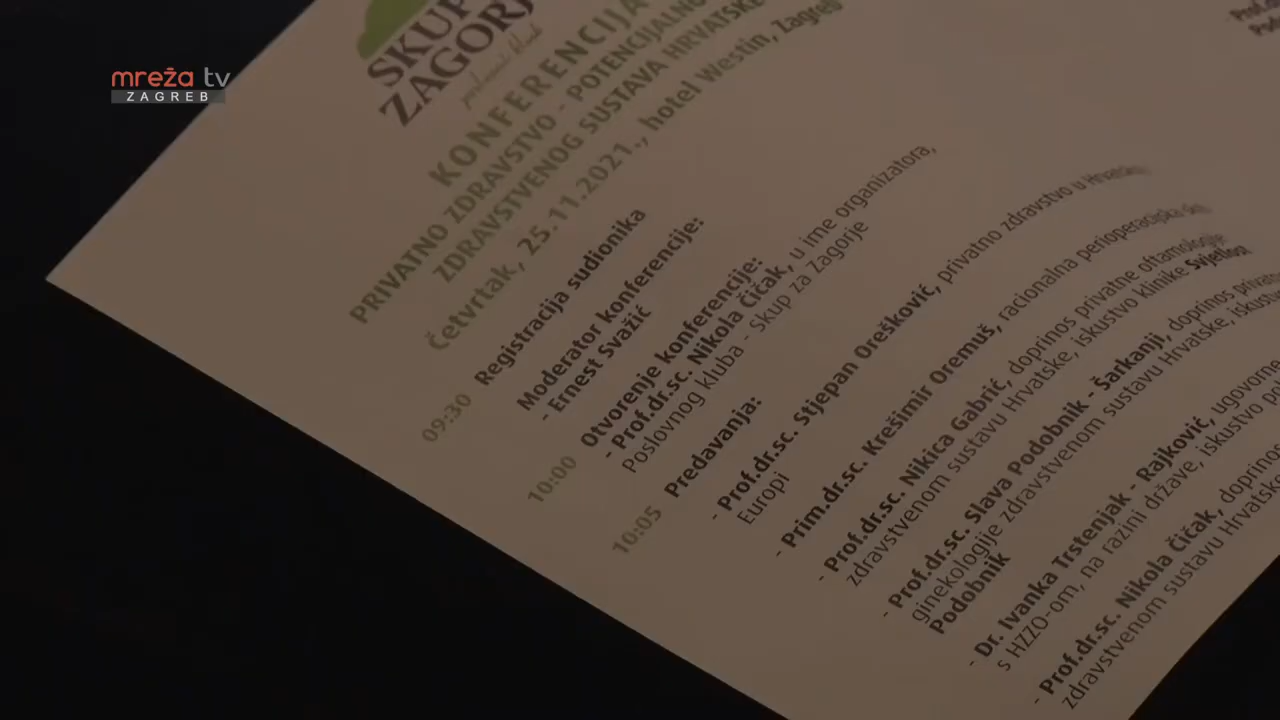 mreža tv
ZAGREB
SKUP
ZAGORJ
KONFERENCIJA
PRIVATNO ZDRAVSTVO - POTENCIJALNO
ZDRAVSTVENOG SUSTAVA HRVATSKE
Četvrtak, 25.11.2021., hotel Westin, Zagreb
09:30 Registracija sudionika
Moderator konferencije:
- Ernest Svažić
10:00 Otvorenje konferencije:
- Prof.dr.sc. Nikola Čičak, u ime organizatora,
Poslovnog kluba - Skup za Zagorje
10:05 Predavanja:
- Prof.dr.sc. Stjepan Orešković, privatno zdravstvo u Hrvatskoj
Europi
- Prim.dr.sc. Krešimir Oremuš, racionalna perioperacijska
- Prof.dr.sc. Nikica Gabrić, doprinos privatne oftamologije
zdravstvenom sustavu Hrvatske, iskustvo klinike Svjetlost
- Prof.dr.sc. Slava Podobnik - Šarkanji, doprinos
ginekologije zdravstvenom sustavu Hrvatske,
Podobnik
- Dr. Ivanka Trstenjak - Rajković, ugovorne
s HZZO-om, na razini države, iskustvo
- Prof.dr.sc. Nikola Čičak, doprinos
zdravstvenom sustavu Hrvatske